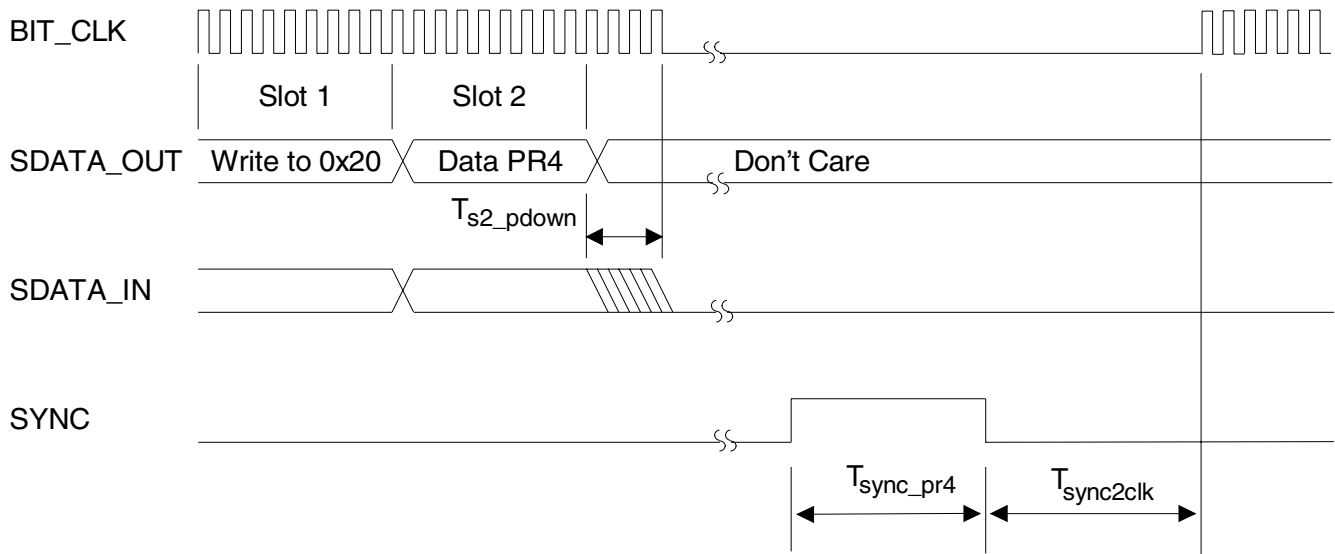 BIT_CLK
Slot 1 Slot 2
SDATA_OUT Write to 0x20 Data PR4 Don't Care
Ts2_pdown
SDATA_IN
SYNC
Tsync_pr4 Tsync2clk